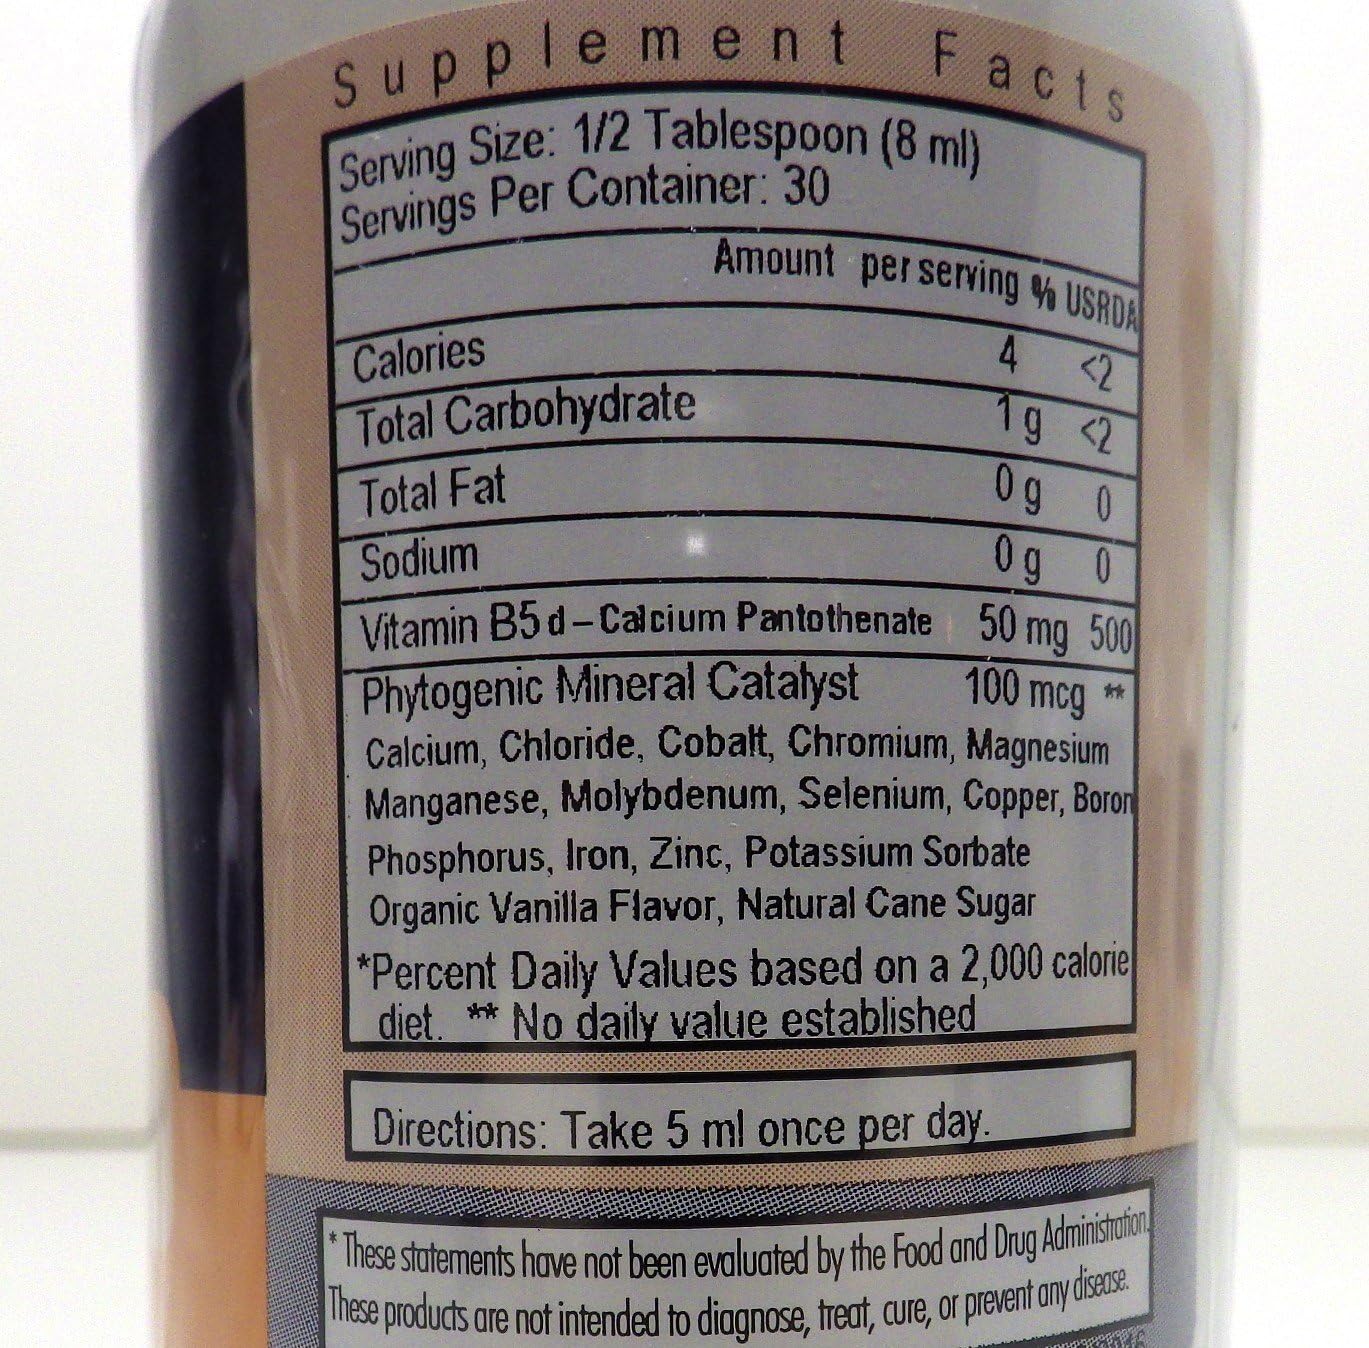 Supplement Facts
Serving Size: 1/2 Tablespoon (8 ml)
Servings Per Container: 30
Amount per serving % USRDA
Calories 4 <2
Total Carbohydrate 1 g <2
Total Fat 0 g 0
Sodium 0 g 0
Vitamin B5 d-Calcium Pantothenate 50 mg 500
Phytogenic Mineral Catalyst 100 mcg **
Calcium, Chloride, Cobalt, Chromium, Magnesium
Manganese, Molybdenum, Selenium, Copper, Boron
Phosphorus, Iron, Zinc, Potassium Sorbate
Organic Vanilla Flavor, Natural Cane Sugar
*Percent Daily Values based on a 2,000 calorie
diet. ** No daily value established
Directions: Take 5 ml once per day.
* These statements have not been evaluated by the Food and Drug Administration.
These products are not intended to diagnose, treat, cure, or prevent any disease.